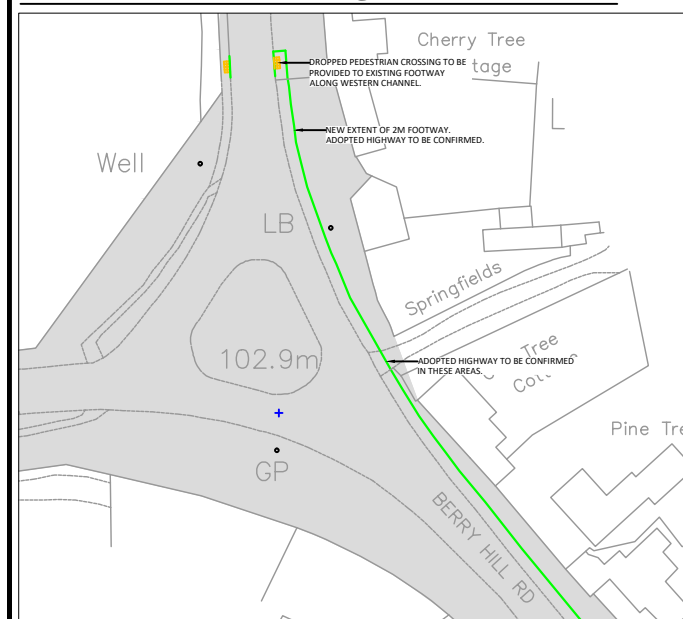 Cherry Tree
tage
DROPPED PEDESTRIAN CROSSING TO BE
PROVIDED TO EXISTING FOOTWAY
ALONG WESTERN CHANNEL.
L
NEW EXTENT OF 2M FOOTWAY.
ADOPTED HIGHWAY TO BE CONFIRMED.
Well
LB
Springfields
102.9m
Tree
ADOPTED HIGHWAY TO BE CONFIRMED
IN THESE AREAS.
Pine Tre
GP
BERRY HILL RD